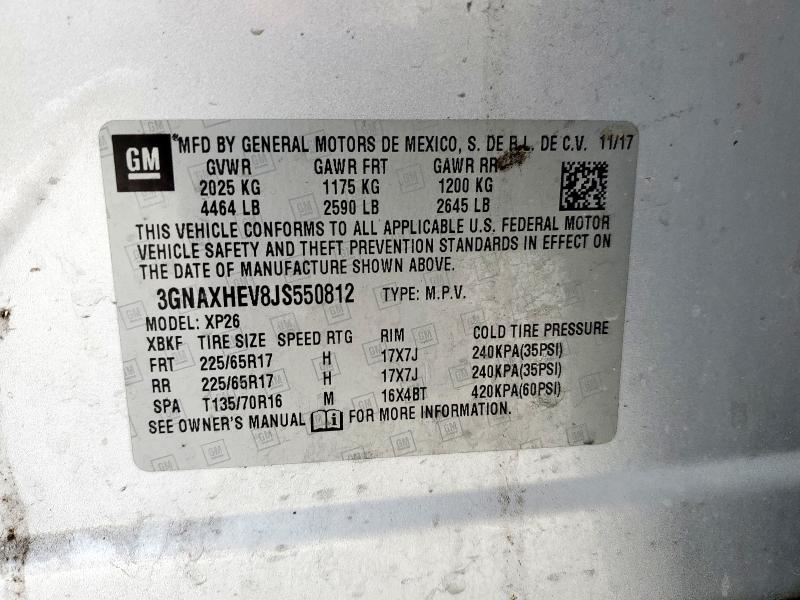 GM
*MFD BY GENERAL MOTORS DE MEXICO, S. DE R.L. DE C.V. 11/17
GVWR GAWR FRT GAWR RR
2025 KG 1175 KG 1200 KG
4464 LB 2590 LB 2645 LB
THIS VEHICLE CONFORMS TO ALL APPLICABLE U.S. FEDERAL MOTOR
VEHICLE SAFETY AND THEFT PREVENTION STANDARDS IN EFFECT ON
THE DATE OF MANUFACTURE SHOWN ABOVE.
3GNAXHEV8JS550812 TYPE: M.P.V.
MODEL: XP26
XBKF TIRE SIZE SPEED RTG RIM COLD TIRE PRESSURE
FRT 225/65R17 H 17X7J 240KPA(35PSI)
RR 225/65R17 H 17X7J 240KPA(35PSI)
SPA T135/70R16 M 16X4BT 420KPA(60PSI)
SEE OWNER'S MANUAL i FOR MORE INFORMATION.